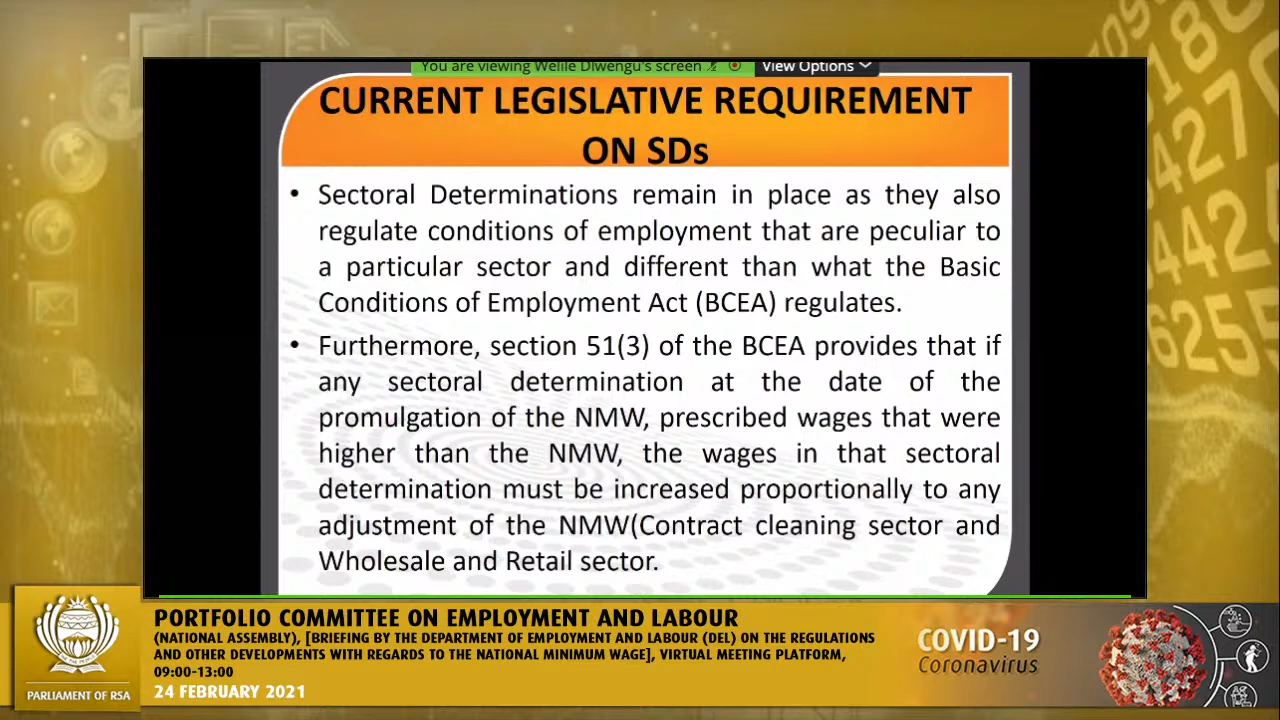 You are viewing Welile Dlwengu's screen
View Options
CURRENT LEGISLATIVE REQUIREMENT
ON SDs
• Sectoral Determinations remain in place as they also
regulate conditions of employment that are peculiar to
a particular sector and different than what the Basic
Conditions of Employment Act (BCEA) regulates.
• Furthermore, section 51(3) of the BCEA provides that if
any sectoral determination at the date of the
promulgation of the NMW, prescribed wages that were
higher than the NMW, the wages in that sectoral
determination must be increased proportionally to any
adjustment of the NMW(Contract cleaning sector and
Wholesale and Retail sector.
PORTFOLIO COMMITTEE ON EMPLOYMENT AND LABOUR
(NATIONAL ASSEMBLY), [BRIEFING BY THE DEPARTMENT OF EMPLOYMENT AND LABOUR (DEL) ON THE REGULATIONS
AND OTHER DEVELOPMENTS WITH REGARDS TO THE NATIONAL MINIMUM WAGE], VIRTUAL MEETING PLATFORM,
09:00-13:00
24 FEBRUARY 2021
PARLIAMENT OF RSA
COVID-19
Coronavirus